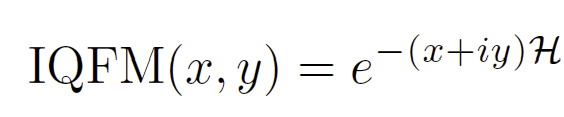 IQFM(x, y) = e^{-(x+iy)\mathcal{H}}